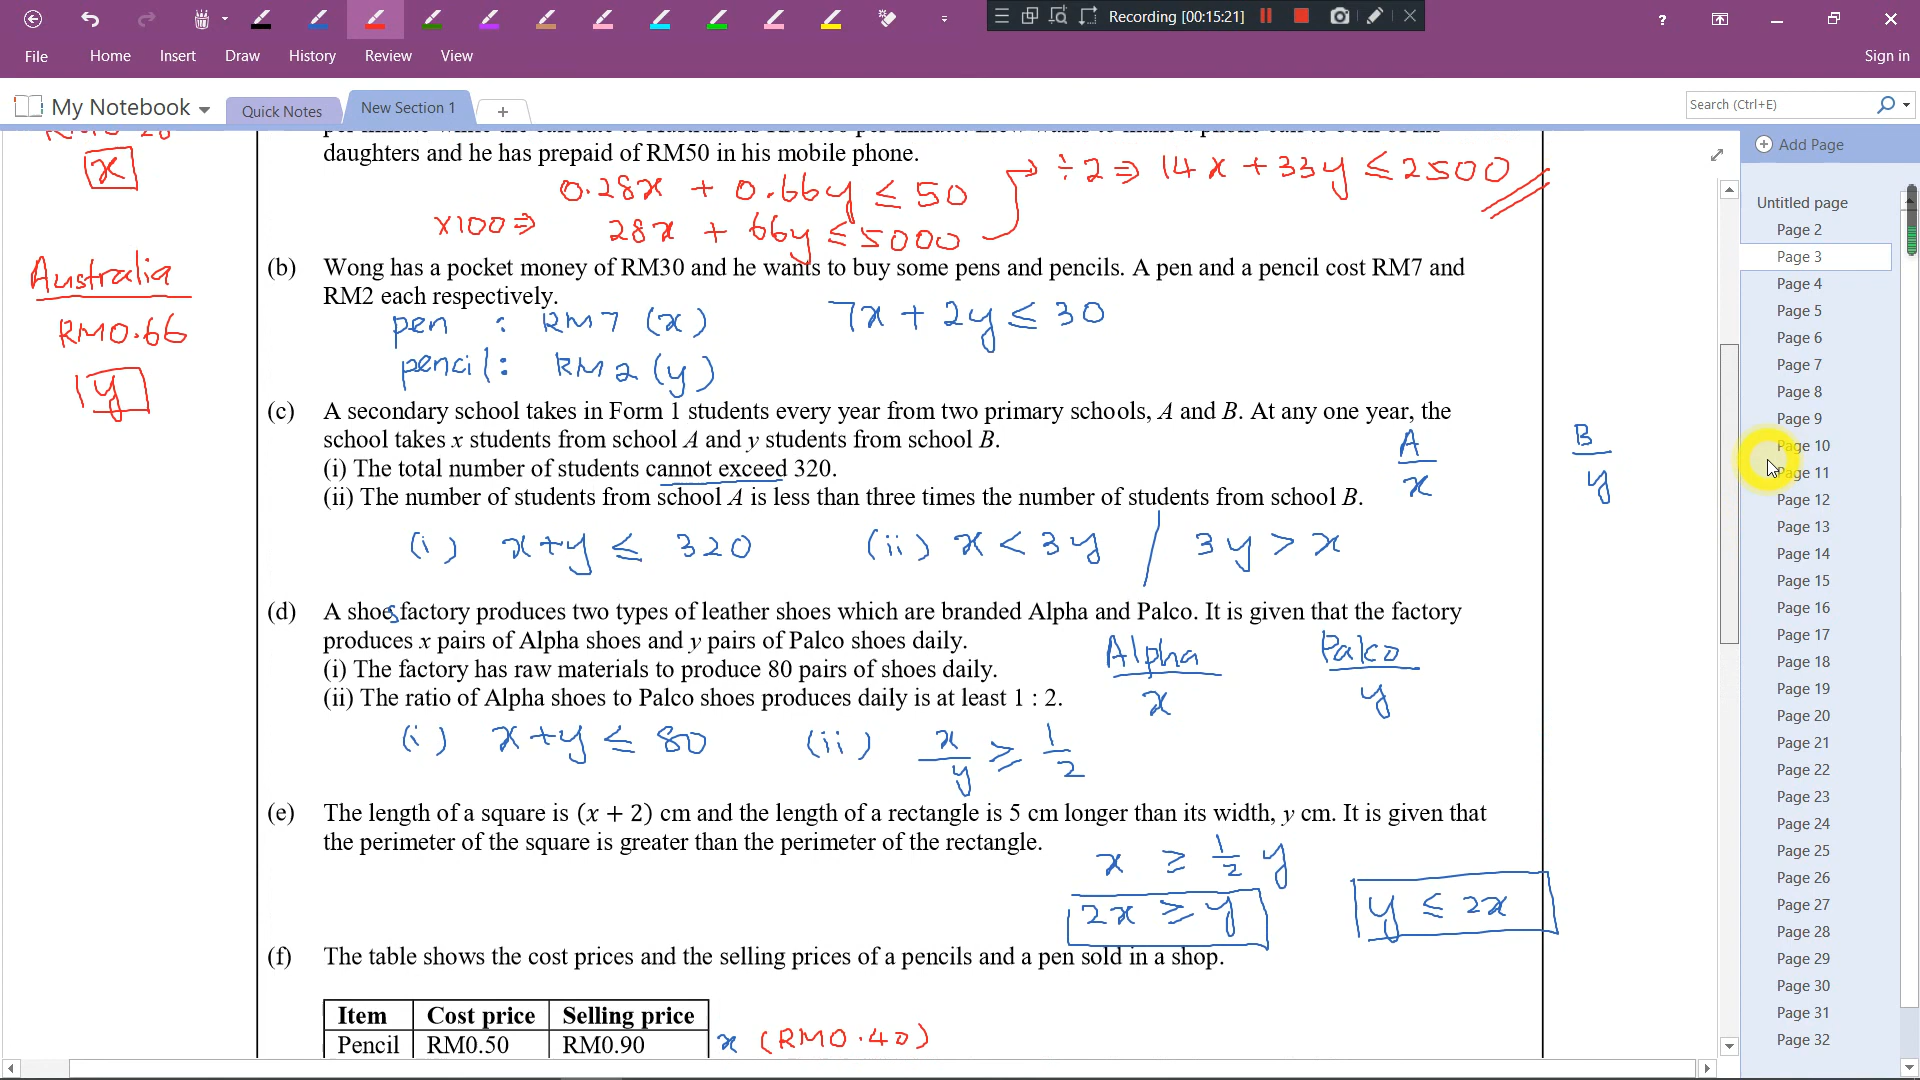 Recording [00:15:21]
?
File Home Insert Draw History Review View Sign in
My Notebook Quick Notes New Section 1 + Search (Ctrl+E)
Add Page
Untitled page
Page 2
Page 3
Page 4
Page 5
Page 6
Page 7
Page 8
Page 9
Page 10
Page 11
Page 12
Page 13
Page 14
Page 15
Page 16
Page 17
Page 18
Page 19
Page 20
Page 21
Page 22
Page 23
Page 24
Page 25
Page 26
Page 27
Page 28
Page 29
Page 30
Page 31
Page 32
x
Australia
RM0.66
y
daughters and he has prepaid of RM50 in his mobile phone.
0.28x + 0.66y ≤ 50
÷2 ⇒ 14x + 33y ≤ 2500
x100 ⇒ 28x + 66y ≤ 5000
(b) Wong has a pocket money of RM30 and he wants to buy some pens and pencils. A pen and a pencil cost RM7 and
RM2 each respectively.
pen : RM7 (x) 7x + 2y ≤ 30
pencil: RM2 (y)
(c) A secondary school takes in Form 1 students every year from two primary schools, A and B. At any one year, the
school takes x students from school A and y students from school B.
(i) The total number of students cannot exceed 320.
(ii) The number of students from school A is less than three times the number of students from school B.
A B
x y
(i) x+y ≤ 320 (ii) x < 3y / 3y > x
(d) A shoes factory produces two types of leather shoes which are branded Alpha and Palco. It is given that the factory
produces x pairs of Alpha shoes and y pairs of Palco shoes daily.
(i) The factory has raw materials to produce 80 pairs of shoes daily.
(ii) The ratio of Alpha shoes to Palco shoes produces daily is at least 1 : 2.
Alpha Palco
x y
(i) x+y ≤ 80 (ii) x/y ≥ 1/2
(e) The length of a square is (x + 2) cm and the length of a rectangle is 5 cm longer than its width, y cm. It is given that
the perimeter of the square is greater than the perimeter of the rectangle.
x ≥ 1/2 y
2x ≥ y y ≤ 2x
(f) The table shows the cost prices and the selling prices of a pencils and a pen sold in a shop.
Item Cost price Selling price
Pencil RM0.50 RM0.90 x (RM0.40)